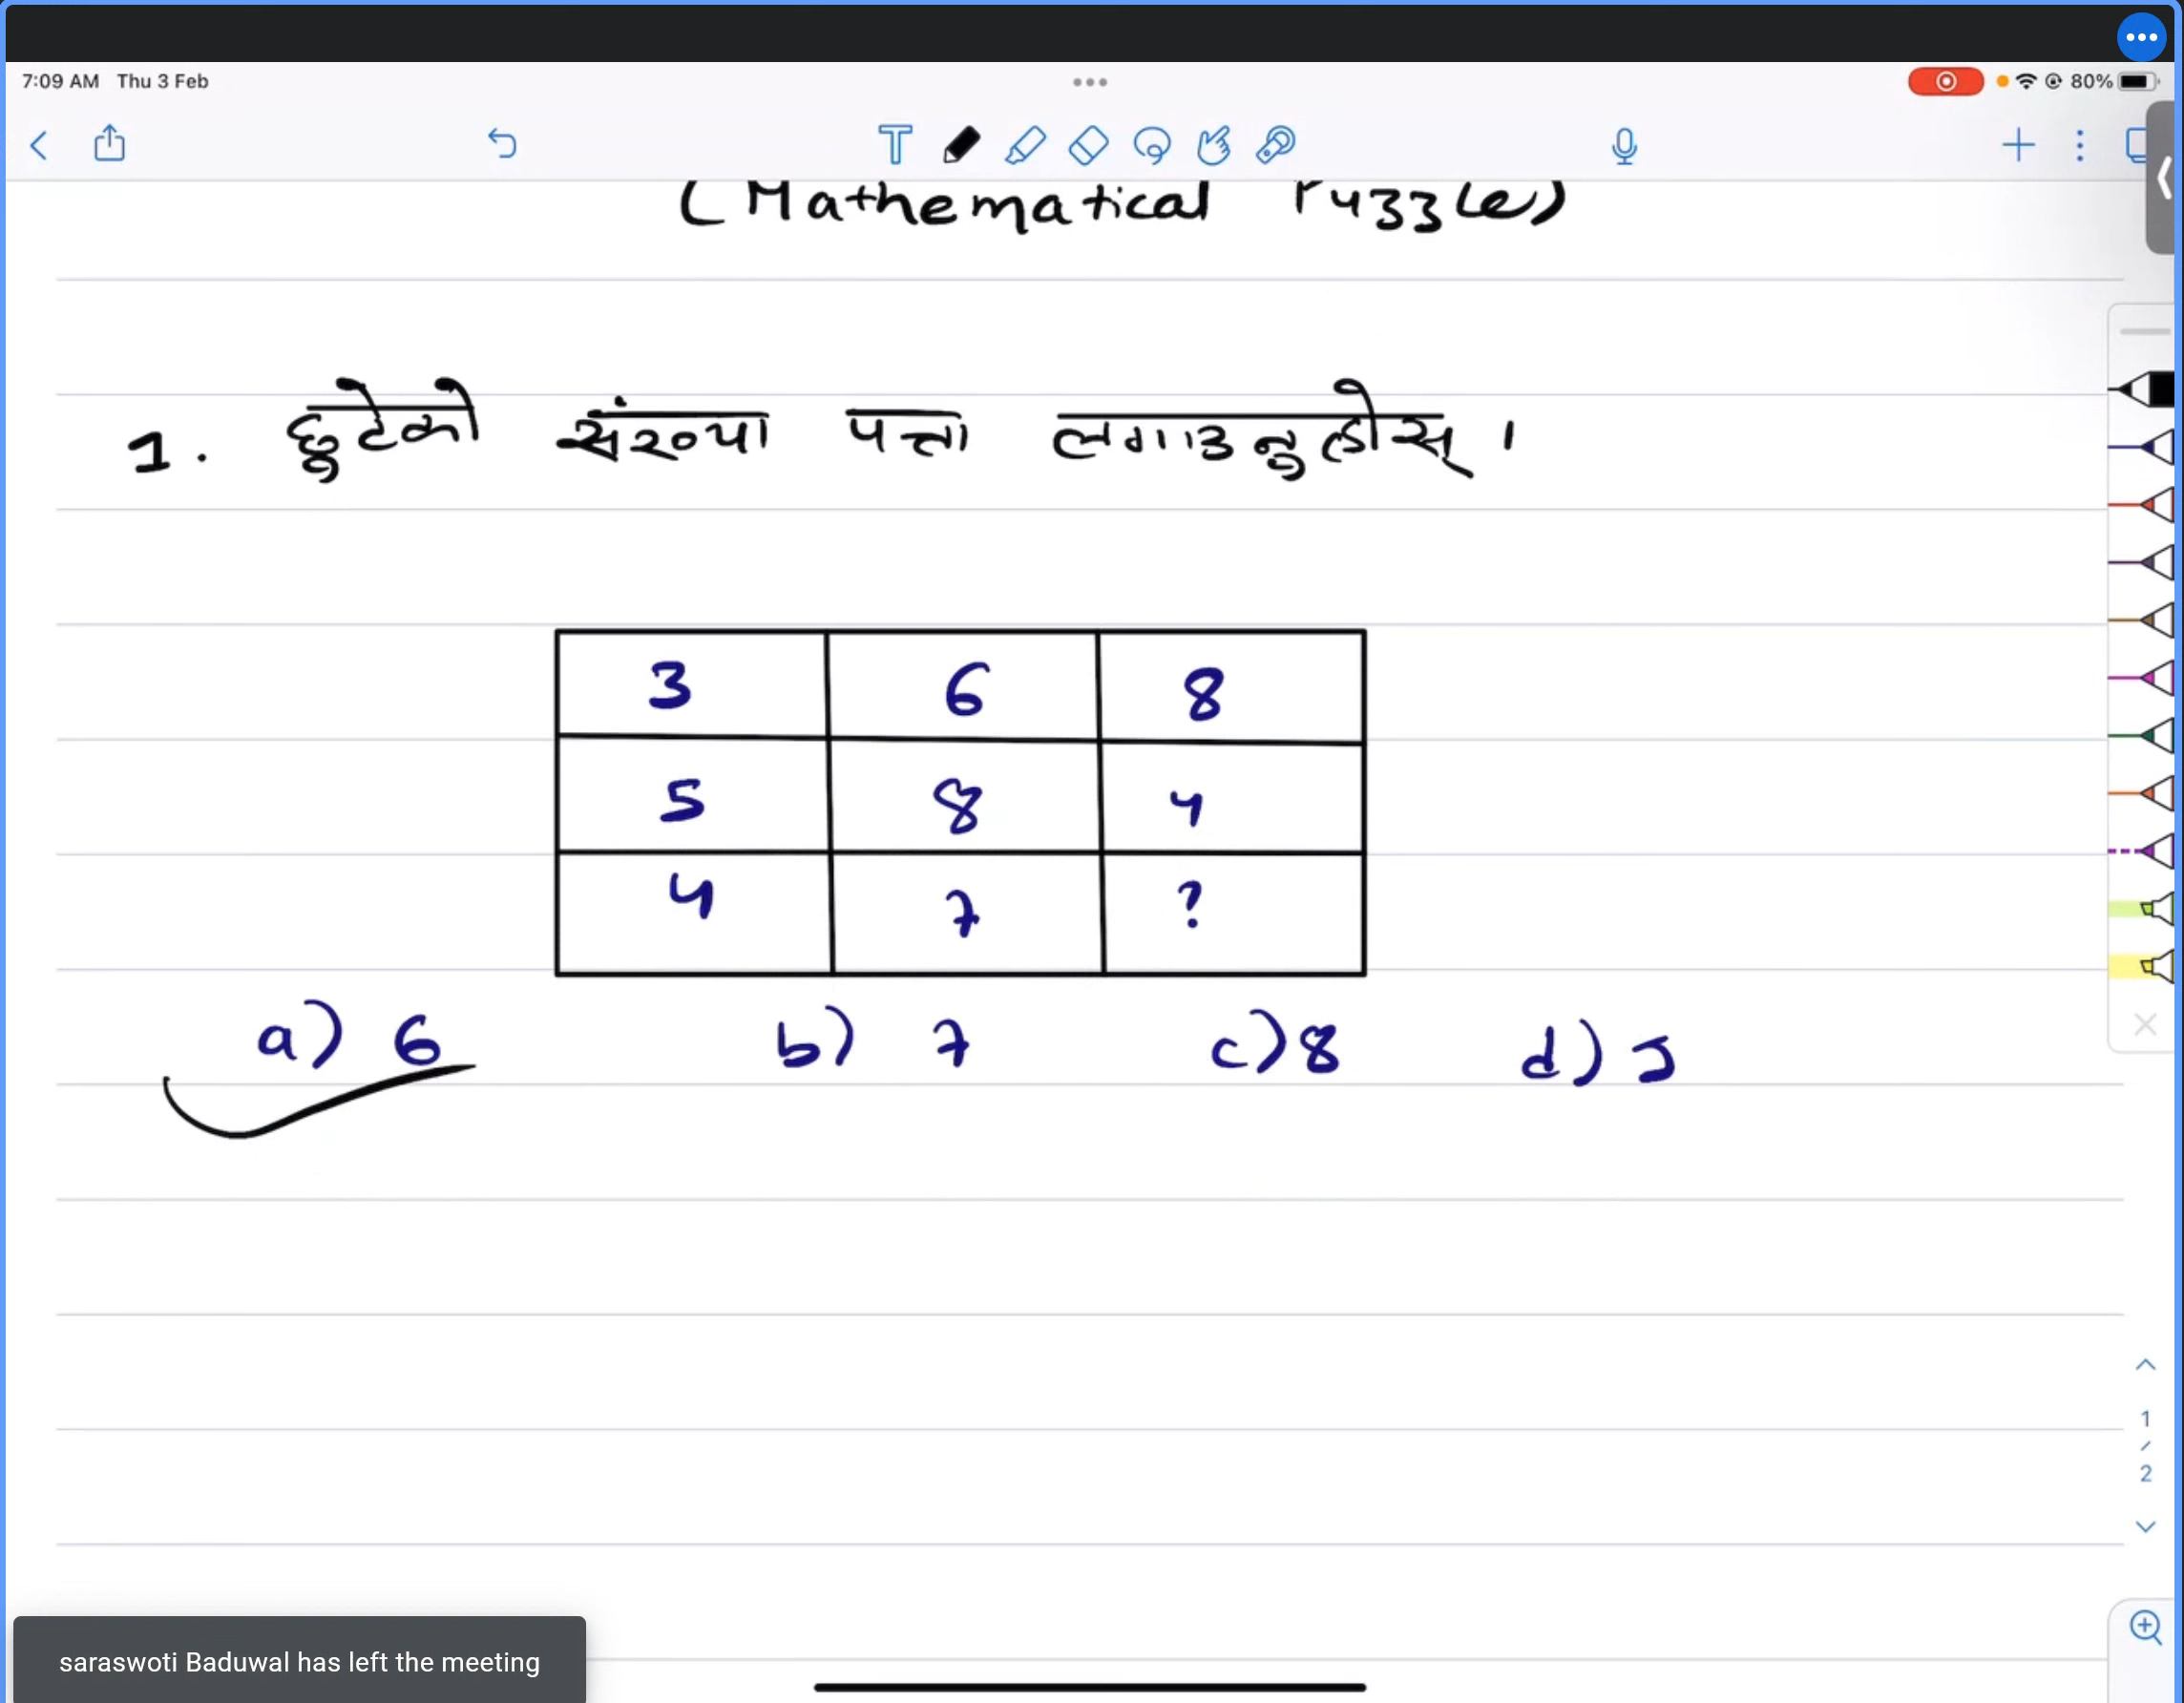 7:09 AM Thu 3 Feb
80%
(Mathematical Puzzle)
1. छुटेको संख्या पत्ता लगाउनुहोस् ।
3 6 8
5 8 4
4 7 ?
a) 6 b) 7 c) 8 d) 5
1
/
2
saraswoti Baduwal has left the meeting